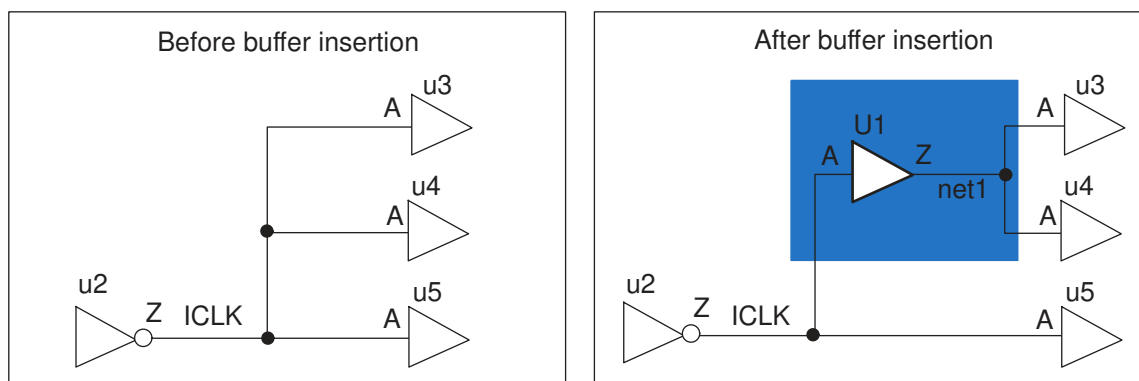 Before buffer insertion
u3
A
u4
A
u2
Z
ICLK
u5
A
After buffer insertion
u3
A
U1
A
Z
net1
u4
A
u2
Z
ICLK
u5
A